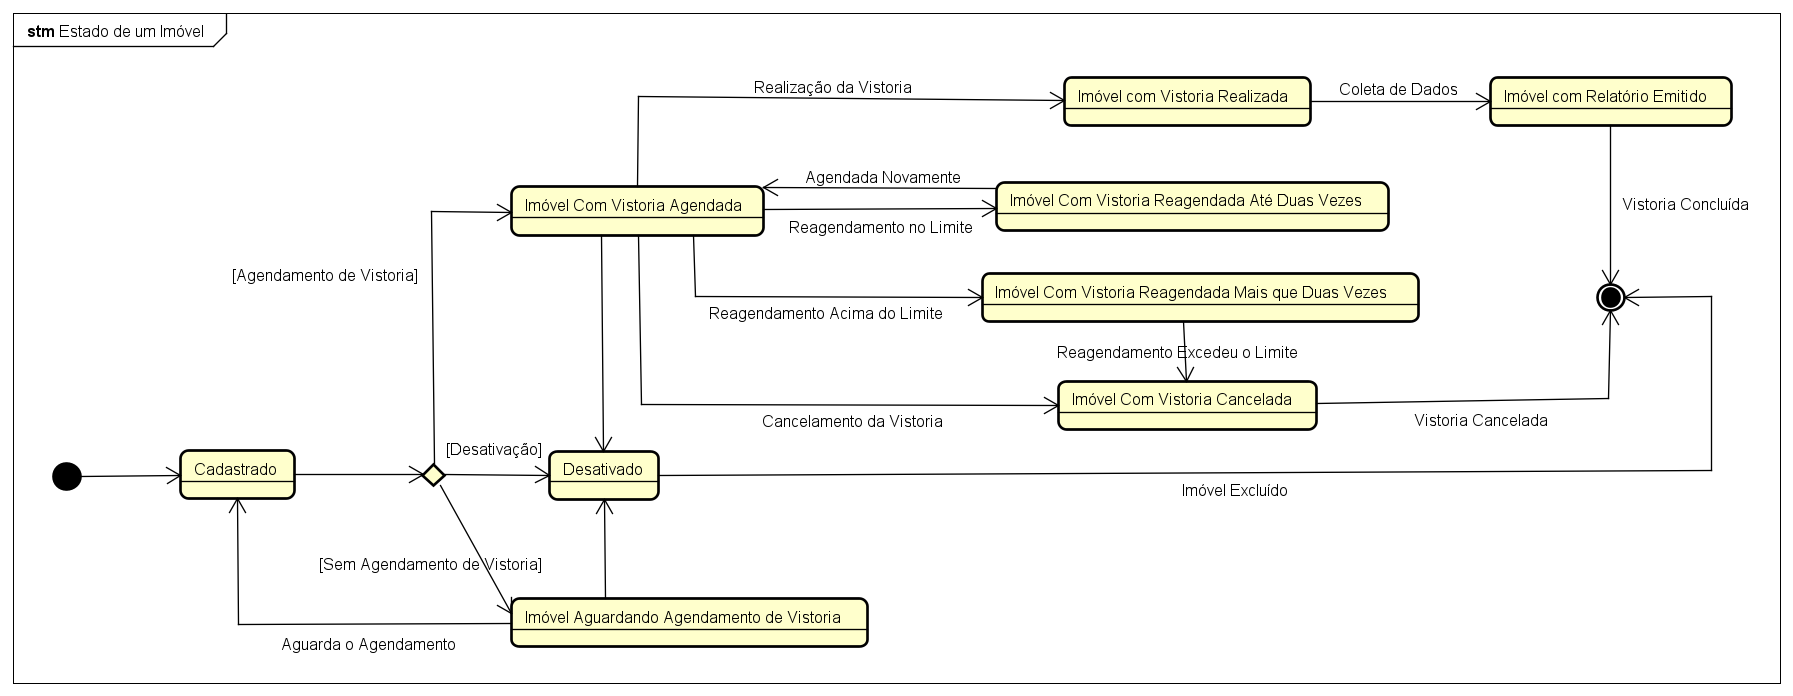 stm Estado de um Imóvel
Realização da Vistoria
Imóvel com Vistoria Realizada
Coleta de Dados
Imóvel com Relatório Emitido
Agendada Novamente
Imóvel Com Vistoria Agendada
Imóvel Com Vistoria Reagendada Até Duas Vezes
Vistoria Concluída
Reagendamento no Limite
[Agendamento de Vistoria]
Imóvel Com Vistoria Reagendada Mais que Duas Vezes
Reagendamento Acima do Limite
Reagendamento Excedeu o Limite
Imóvel Com Vistoria Cancelada
Cancelamento da Vistoria
Vistoria Cancelada
[Desativação]
Cadastrado
Desativado
Imóvel Excluído
[Sem Agendamento de Vistoria]
Imóvel Aguardando Agendamento de Vistoria
Aguarda o Agendamento